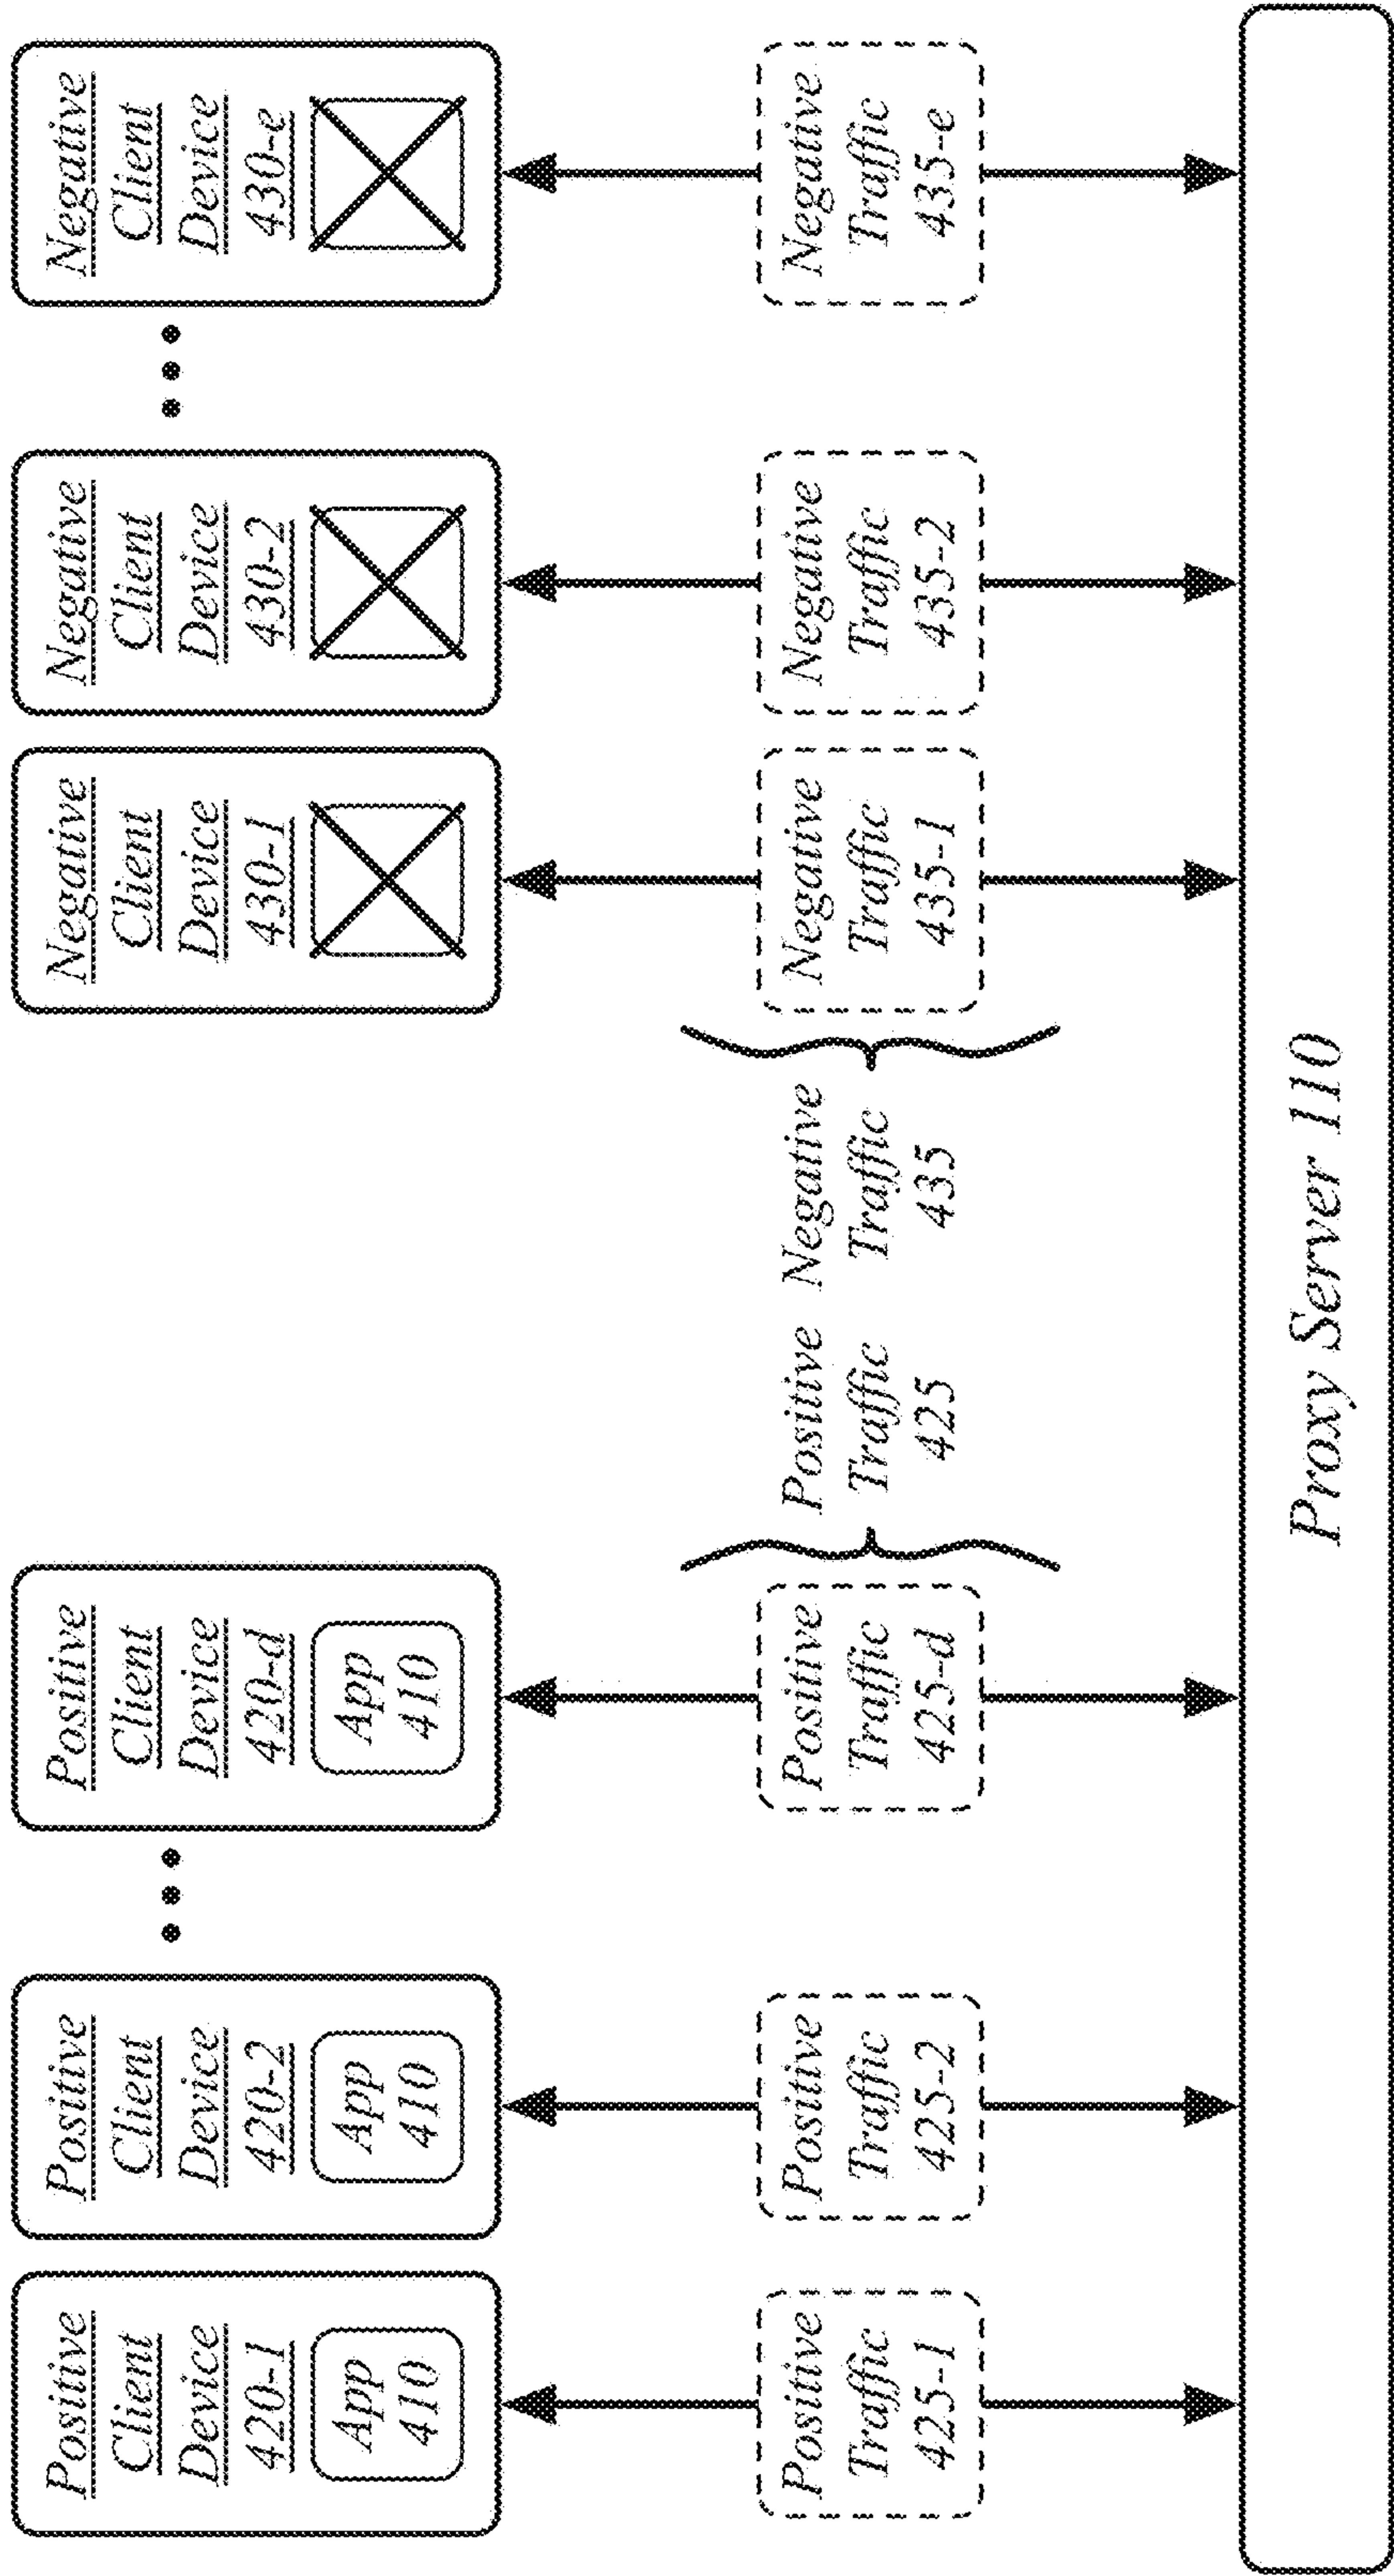 Positive
Client
Device
420-1
App
410
Positive
Client
Device
420-2
App
410
Positive
Client
Device
420-d
App
410
Negative
Client
Device
430-1
Negative
Client
Device
430-2
Negative
Client
Device
430-e
Positive
Traffic
425-1
Positive
Traffic
425-2
Positive
Traffic
425-d
Positive
Traffic
425
Negative
Traffic
435
Negative
Traffic
435-1
Negative
Traffic
435-2
Negative
Traffic
435-e
Proxy Server 110